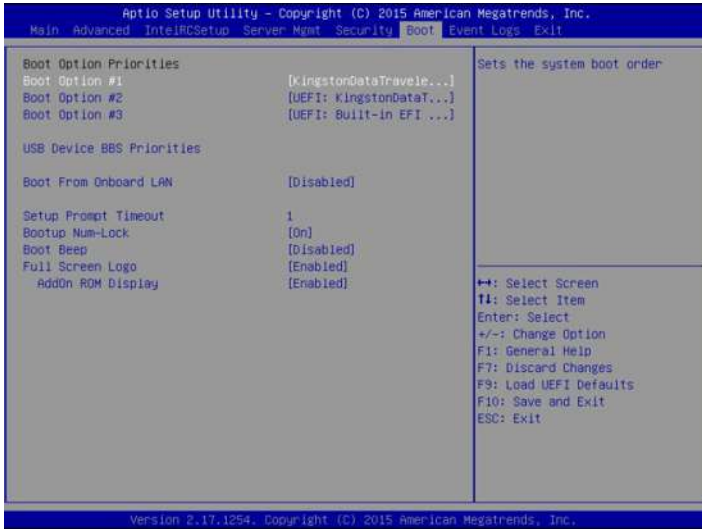 Aptio Setup Utility – Copyright (C) 2015 American Megatrends, Inc.
Main Advanced IntelRCSetup Server Mgmt Security Boot Event Logs Exit
Boot Option Priorities
Boot Option #1 [KingstonDataTravele...]
Boot Option #2 [UEFI: KingstonDataT...]
Boot Option #3 [UEFI: Built-in EFI ...]
USB Device BBS Priorities
Boot From Onboard LAN [Disabled]
Setup Prompt Timeout 1
Bootup Num-Lock [On]
Boot Beep [Disabled]
Full Screen Logo [Enabled]
AddOn ROM Display [Enabled]
Sets the system boot order
↔: Select Screen
↑↓: Select Item
Enter: Select
+/-: Change Option
F1: General Help
F7: Discard Changes
F9: Load UEFI Defaults
F10: Save and Exit
ESC: Exit
Version 2.17.1254. Copyright (C) 2015 American Megatrends, Inc.